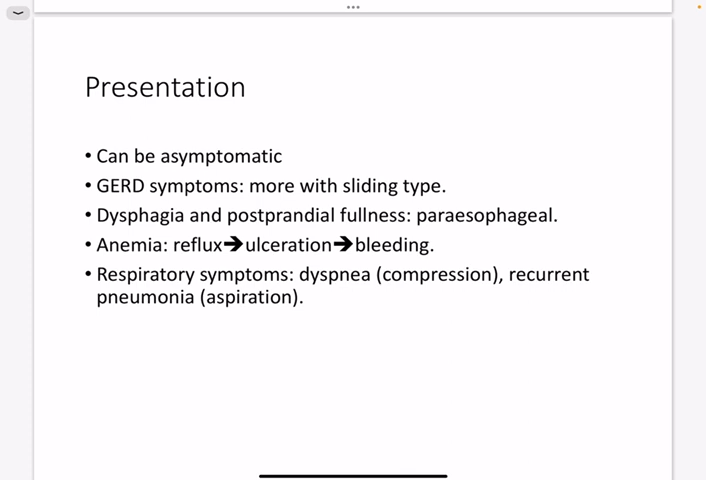 Presentation
• Can be asymptomatic
• GERD symptoms: more with sliding type.
• Dysphagia and postprandial fullness: paraesophageal.
• Anemia: reflux➔ulceration➔bleeding.
• Respiratory symptoms: dyspnea (compression), recurrent
pneumonia (aspiration).